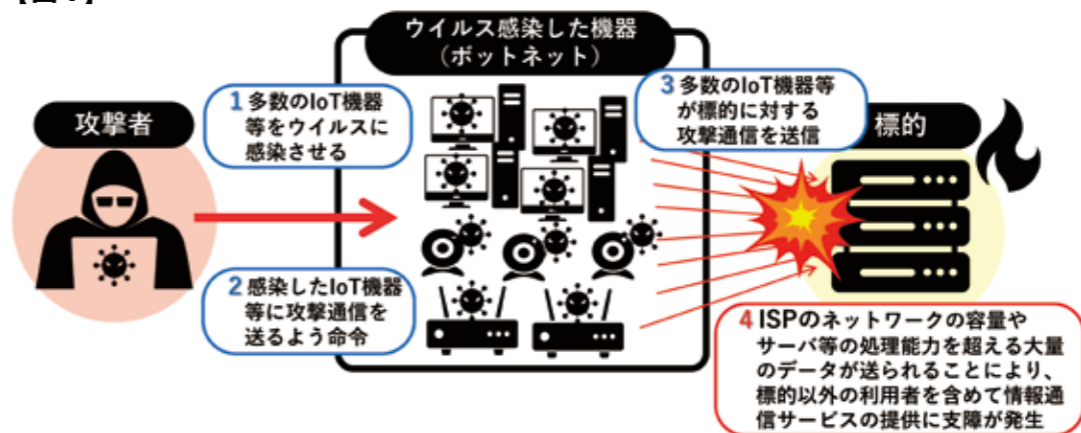 ウイルス感染した機器
（ボットネット）
攻撃者
1 多数のIoT機器
等をウイルスに
感染させる
2 感染したIoT機器
等に攻撃通信を
送るよう命令
3 多数のIoT機器等
が標的に対する
攻撃通信を送信
標的
4 ISPのネットワークの容量や
サーバ等の処理能力を超える大量
のデータが送られることにより、
標的以外の利用者を含めて情報通
信サービスの提供に支障が発生